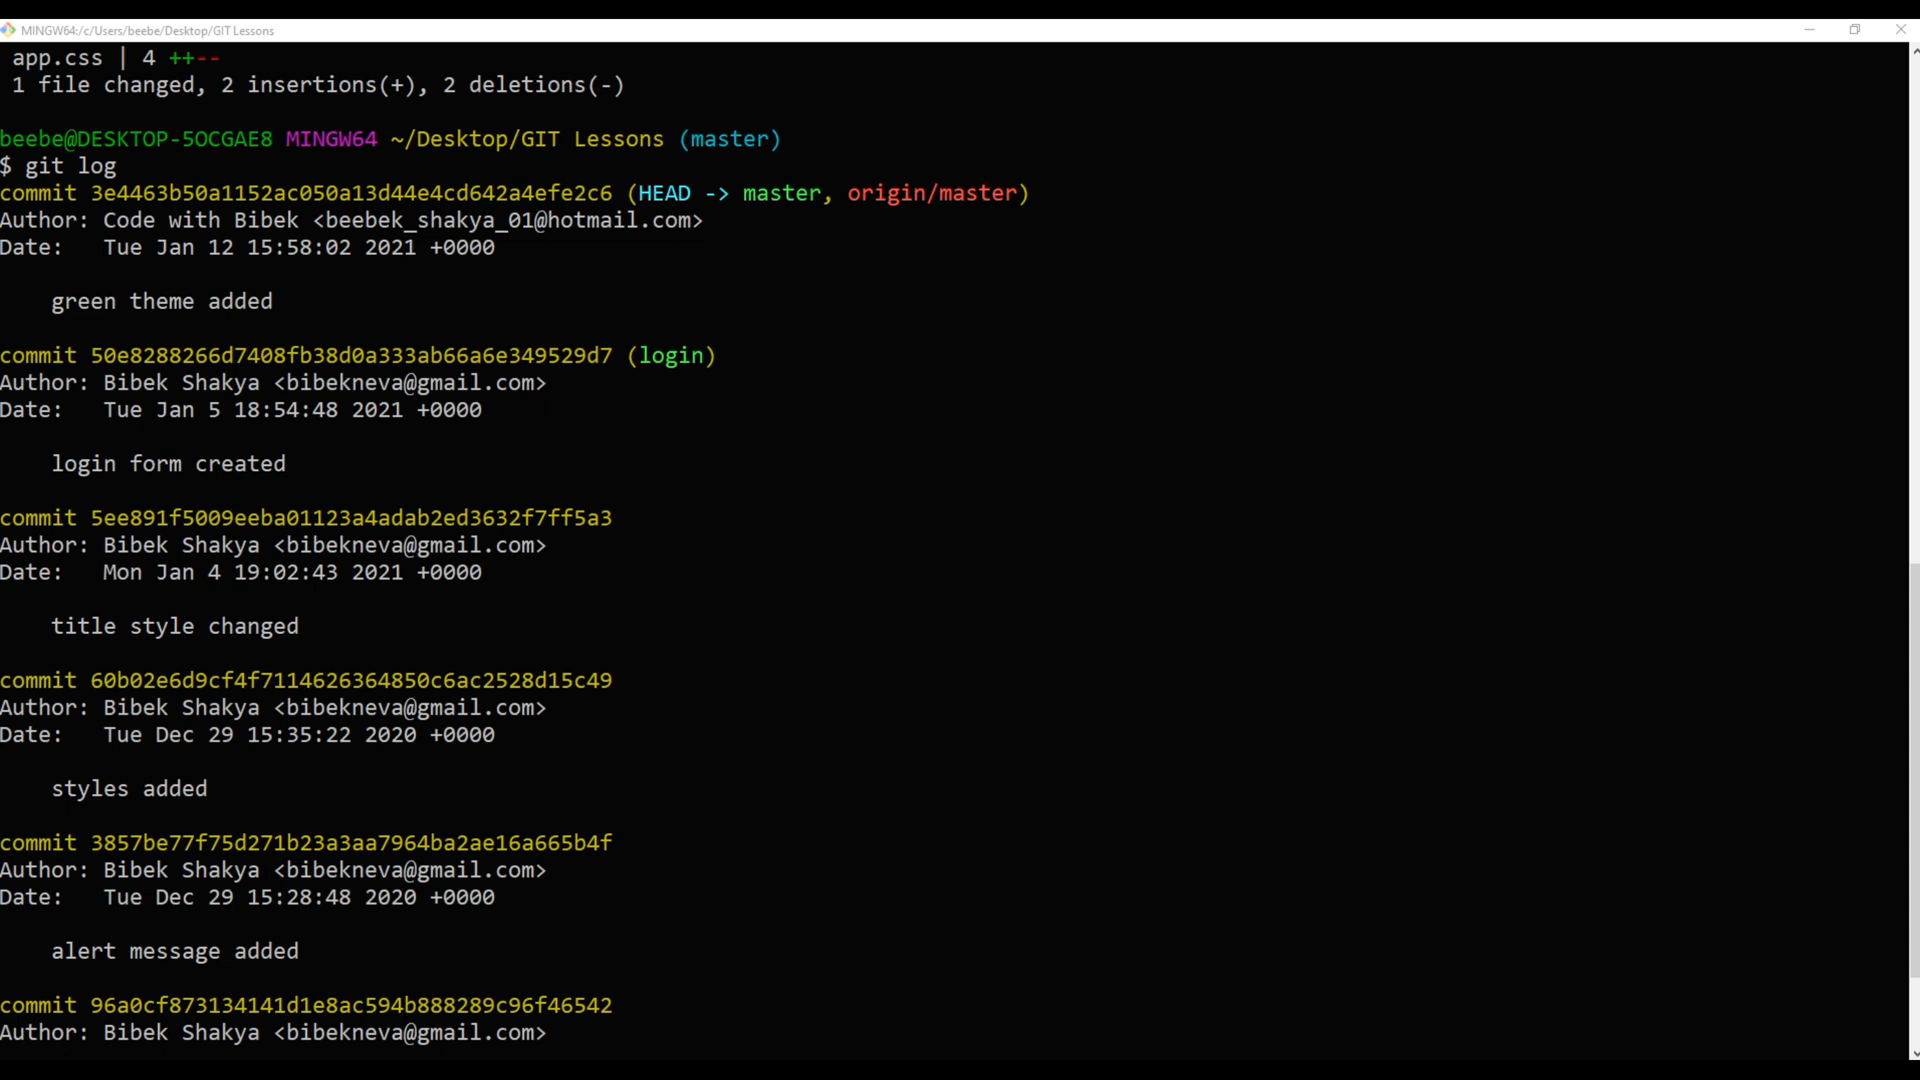 MINGW64:/c/Users/beebe/Desktop/GIT Lessons
app.css | 4 ++--
1 file changed, 2 insertions(+), 2 deletions(-)
beebe@DESKTOP-5OCGAE8 MINGW64 ~/Desktop/GIT Lessons (master)
$ git log
commit 3e4463b50a1152ac050a13d44e4cd642a4efe2c6 (HEAD -> master, origin/master)
Author: Code with Bibek <beebek_shakya_01@hotmail.com>
Date:   Tue Jan 12 15:58:02 2021 +0000
green theme added
commit 50e8288266d7408fb38d0a333ab66a6e349529d7 (login)
Author: Bibek Shakya <bibekneva@gmail.com>
Date:   Tue Jan 5 18:54:48 2021 +0000
login form created
commit 5ee891f5009eeba01123a4adab2ed3632f7ff5a3
Author: Bibek Shakya <bibekneva@gmail.com>
Date:   Mon Jan 4 19:02:43 2021 +0000
title style changed
commit 60b02e6d9cf4f7114626364850c6ac2528d15c49
Author: Bibek Shakya <bibekneva@gmail.com>
Date:   Tue Dec 29 15:35:22 2020 +0000
styles added
commit 3857be77f75d271b23a3aa7964ba2ae16a665b4f
Author: Bibek Shakya <bibekneva@gmail.com>
Date:   Tue Dec 29 15:28:48 2020 +0000
alert message added
commit 96a0cf873134141d1e8ac594b888289c96f46542
Author: Bibek Shakya <bibekneva@gmail.com>